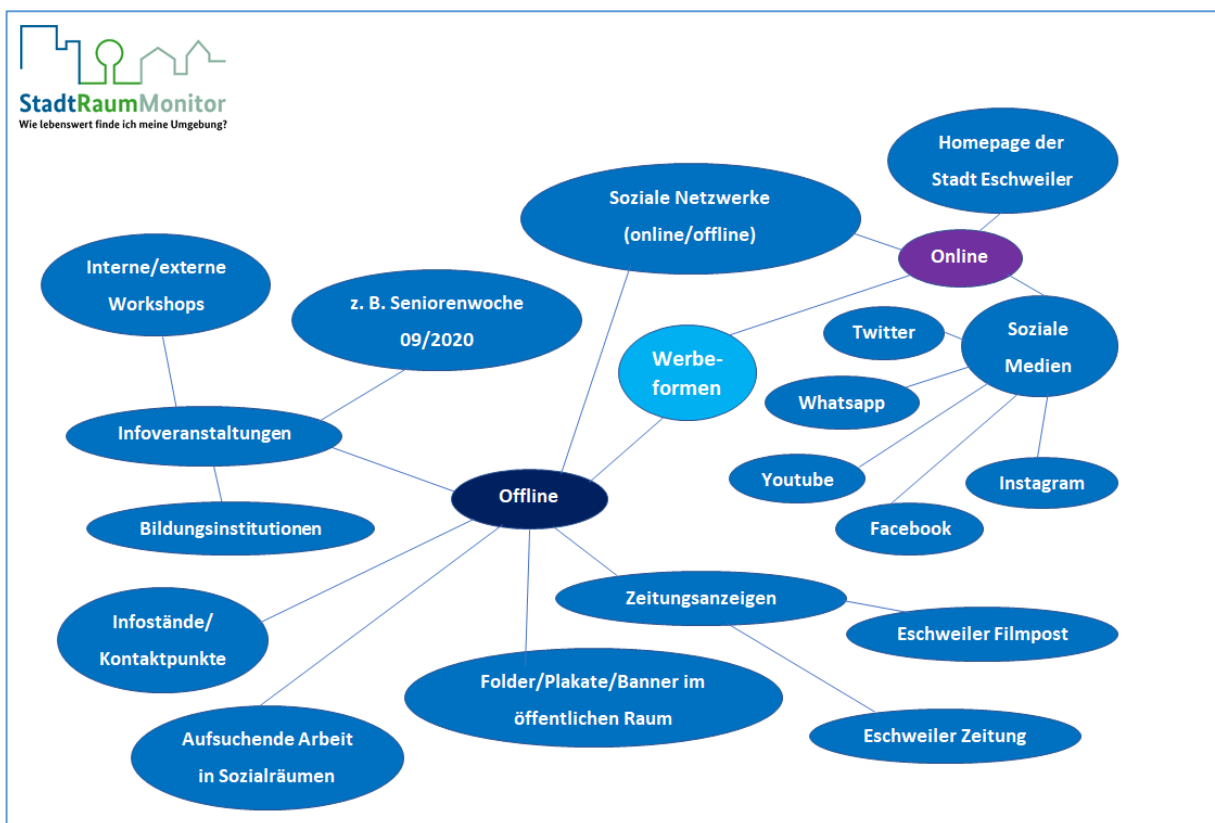 StadtRaumMonitor
Wie lebenswert finde ich meine Umgebung?
Homepage der
Stadt Eschweiler
Soziale Netzwerke
(online/offline)
Online
Interne/externe
Workshops
z. B. Seniorenwoche
09/2020
Twitter
Soziale
Medien
Werbe-
formen
Whatsapp
Infoveranstaltungen
Youtube
Instagram
Offline
Bildungsinstitutionen
Facebook
Zeitungsanzeigen
Infostände/
Kontaktpunkte
Eschweiler Filmpost
Folder/Plakate/Banner im
öffentlichen Raum
Aufsuchende Arbeit
in Sozialräumen
Eschweiler Zeitung